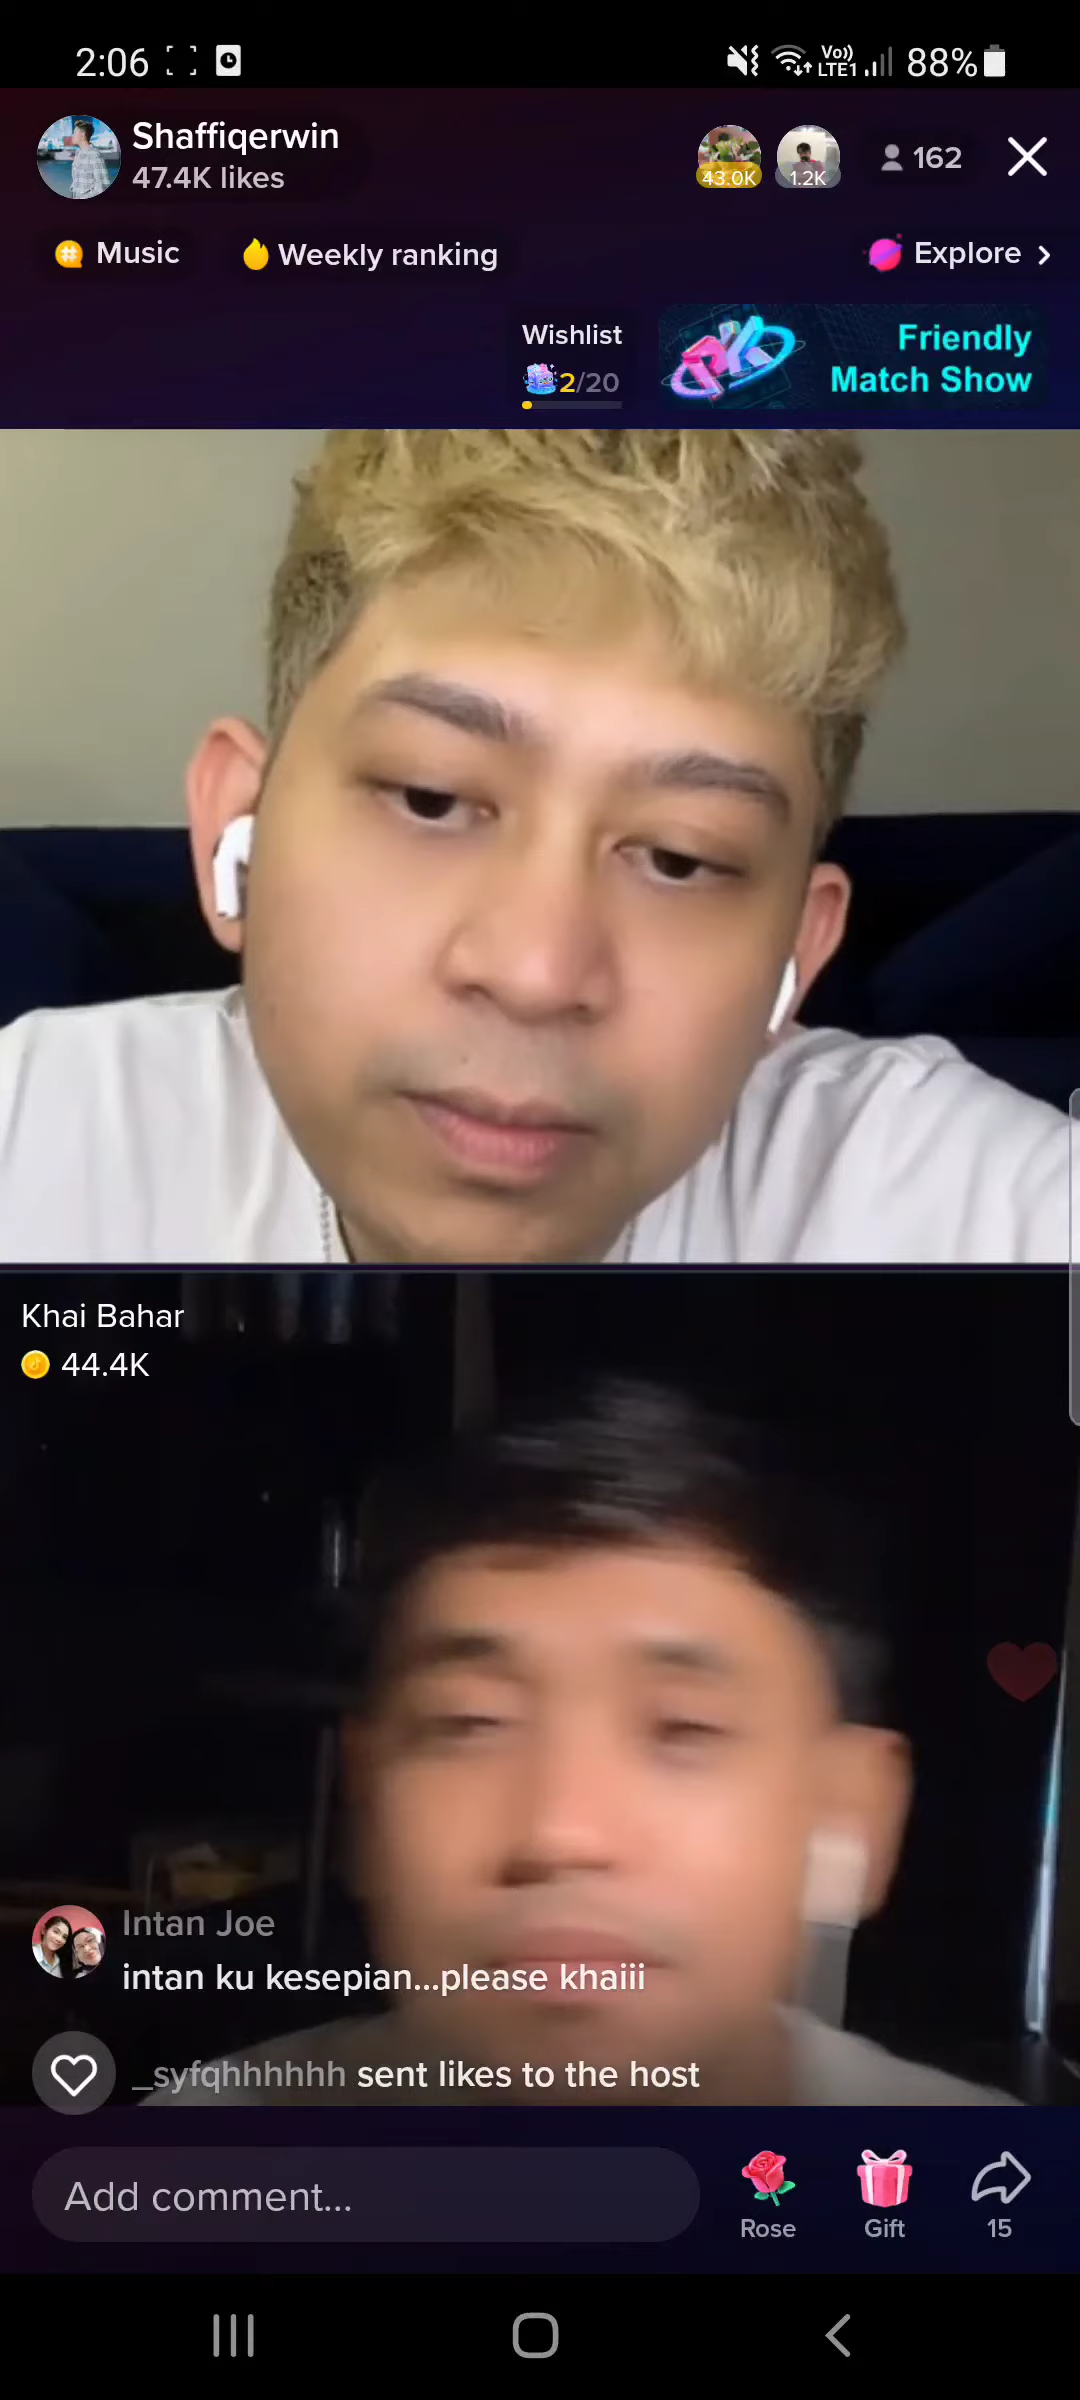 2:06
Vo))
LTE1
88%
Shaffiqerwin
47.4K likes
43.0K
1.2K
162
Music
Weekly ranking
Explore
Wishlist
2/20
Friendly
Match Show
Khai Bahar
44.4K
Intan Joe
intan ku kesepian...please khaiii
_syfqhhhhhh sent likes to the host
Add comment...
Rose
Gift
15